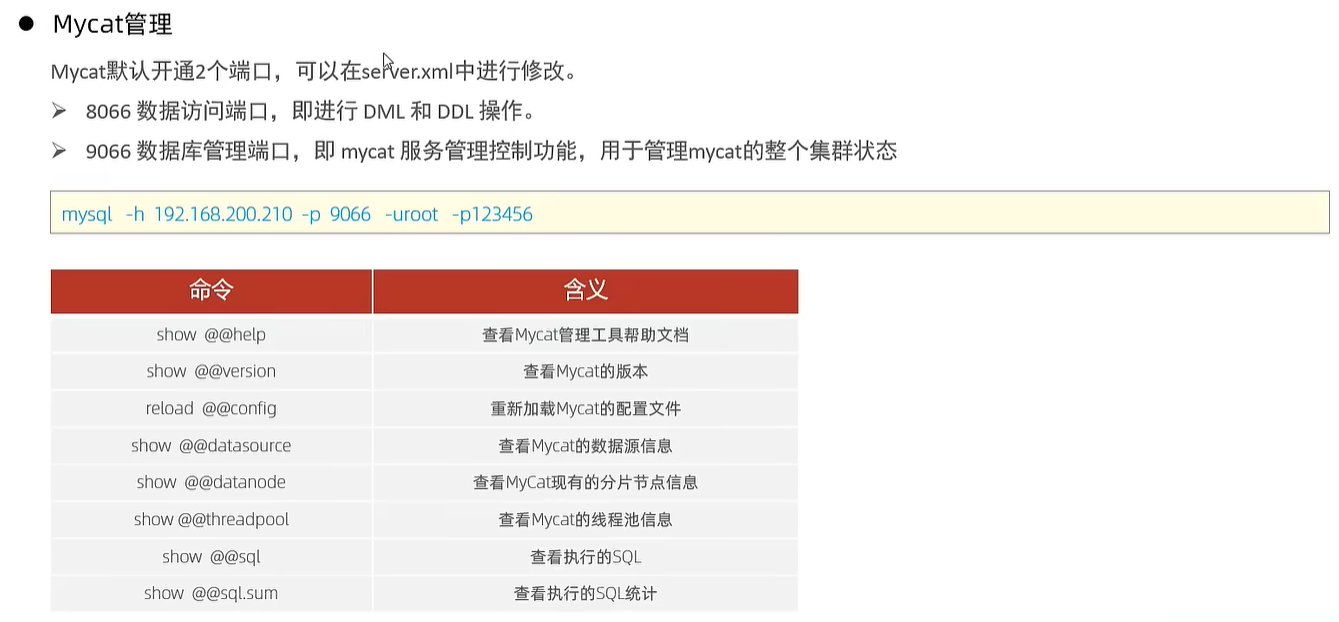 ● Mycat管理
Mycat默认开通2个端口，可以在server.xml中进行修改。
➢ 8066 数据访问端口，即进行 DML 和 DDL 操作。
➢ 9066 数据库管理端口，即 mycat 服务管理控制功能，用于管理mycat的整个集群状态
mysql -h 192.168.200.210 -p 9066 -uroot -p123456
命令 含义
show @@help 查看Mycat管理工具帮助文档
show @@version 查看Mycat的版本
reload @@config 重新加载Mycat的配置文件
show @@datasource 查看Mycat的数据源信息
show @@datanode 查看MyCat现有的分片节点信息
show @@threadpool 查看Mycat的线程池信息
show @@sql 查看执行的SQL
show @@sql.sum 查看执行的SQL统计